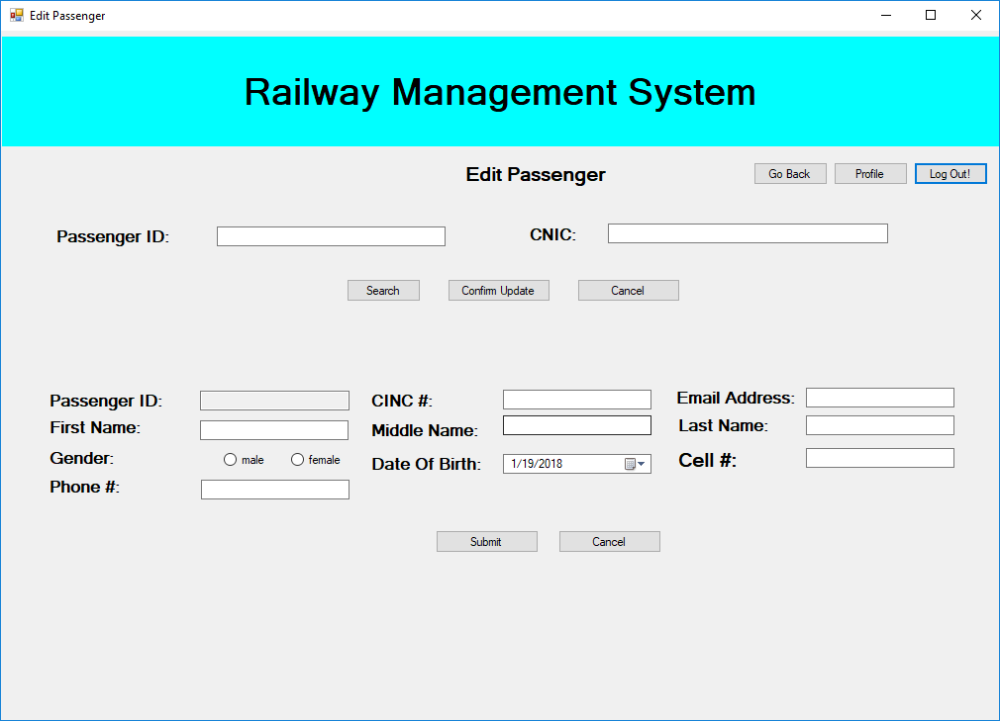 Edit Passenger
Railway Management System
Edit Passenger
Go Back
Profile
Log Out!
Passenger ID:
CNIC:
Search
Confirm Update
Cancel
Passenger ID:
CINC #:
Email Address:
First Name:
Middle Name:
Last Name:
Gender:
male
female
Date Of Birth:
1/19/2018
Cell #:
Phone #:
Submit
Cancel